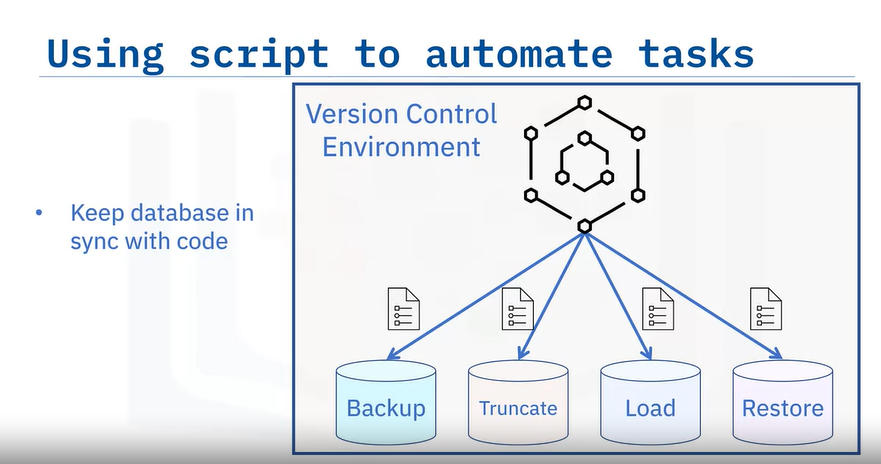 Using script to automate tasks
Version Control
Environment
• Keep database in
sync with code
Backup
Truncate
Load
Restore